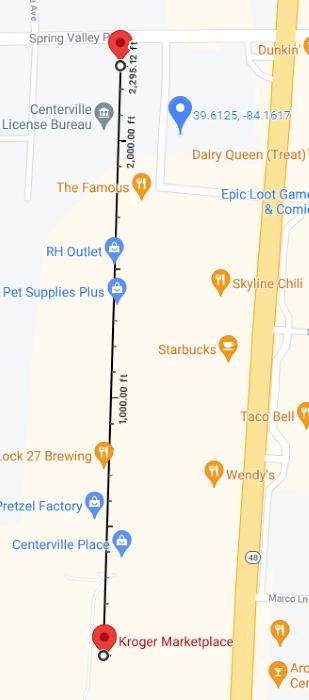 Spring Valley P
Dunkin'
2,295.12 ft
Centerville
License Bureau
39.6125, -84.1617
2,000.00 ft
Dairy Queen (Treat)
The Famous
Epic Loot Game
& Comic
RH Outlet
Skyline Chili
Pet Supplies Plus
Starbucks
1,000.00 ft
Taco Bell
Lock 27 Brewing
Wendy's
Pretzel Factory
Centerville Place
48
Marco Ln
Kroger Marketplace
Arc
Cen